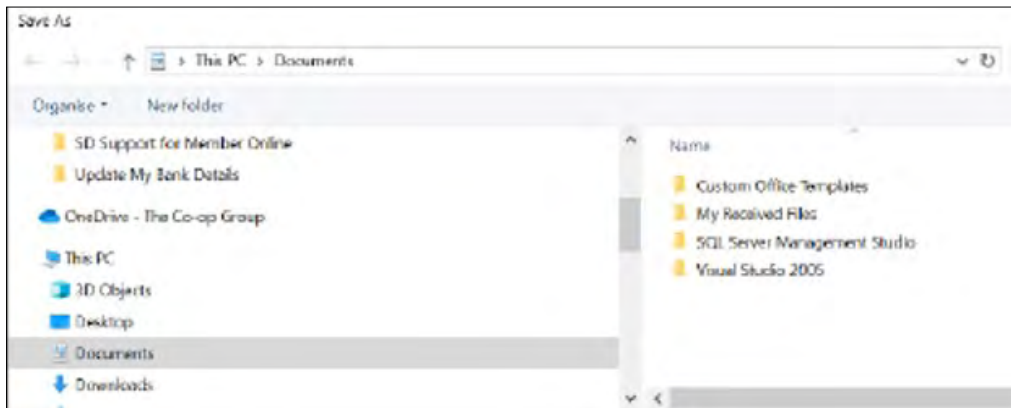 Save As
This PC > Documents
Organise New folder
SD Support for Member Online
Update My Bank Details
OneDrive - The Co-op Group
This PC
3D Objects
Desktop
Documents
Downloads
Name
Custom Office Templates
My Received Files
SQL Server Management Studio
Visual Studio 2005